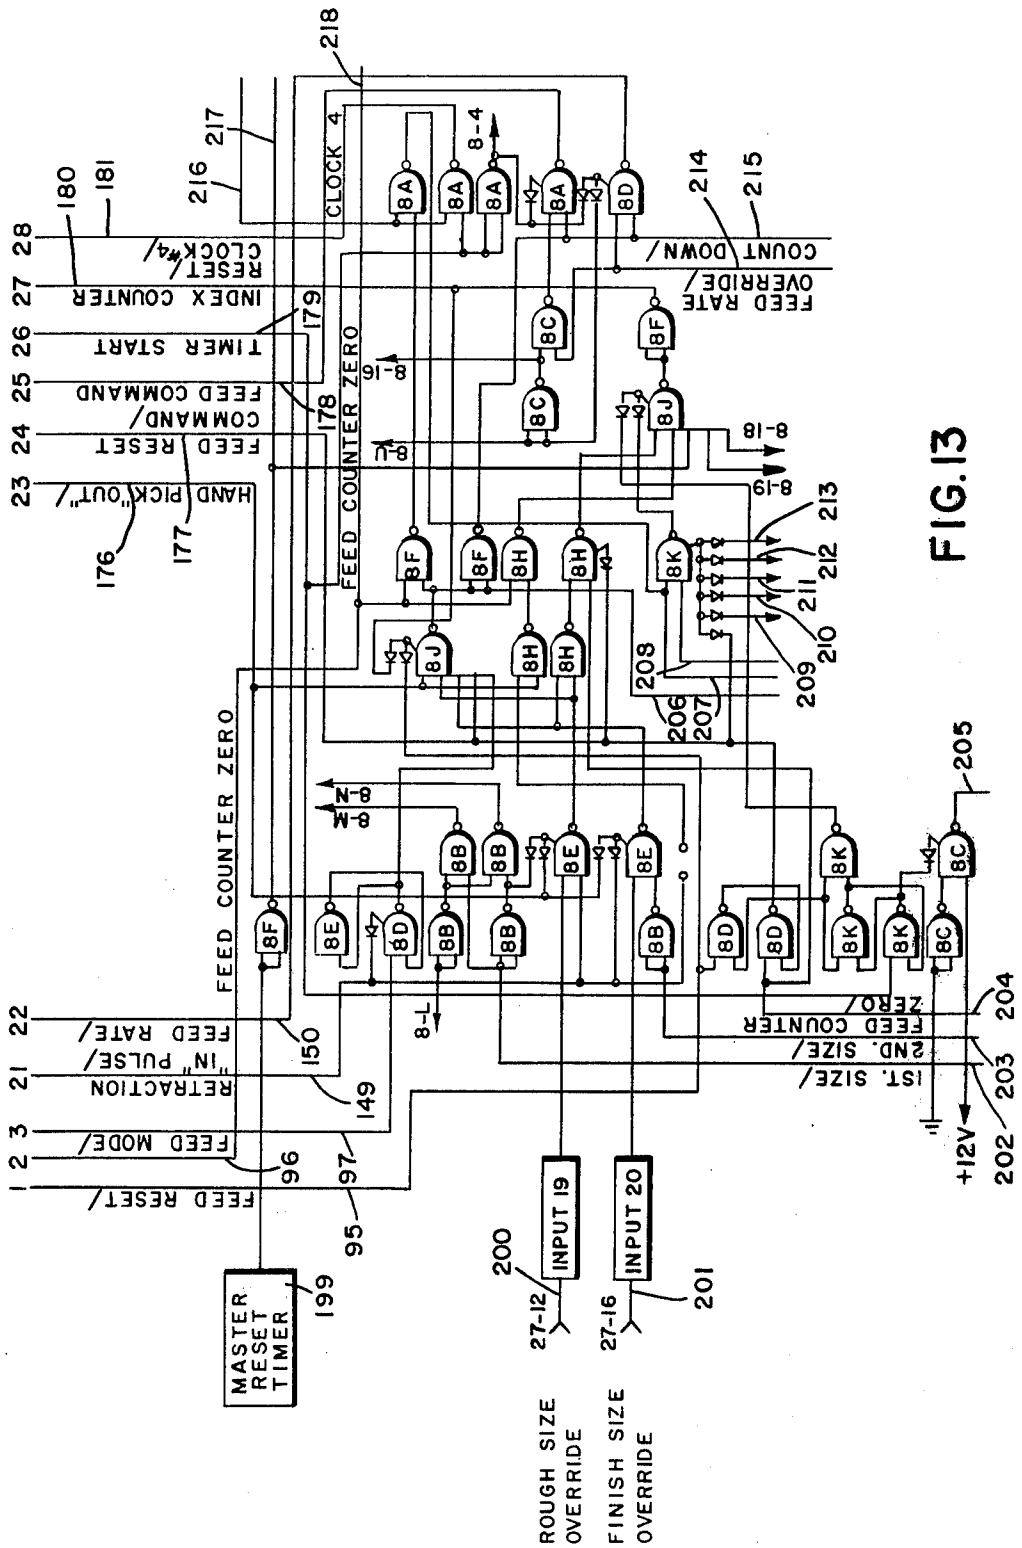 28
27
26
25
24
23
22
21
3
2
1
181
180
179
178
177
176
150
149
97
96
95
216
217
218
RESET/
CLOCK#4/
INDEX COUNTER
TIMER START
FEED COMMAND
FEED RESET
COMMAND/
HAND PICK "OUT"/
FEED RATE/
RETRACTION
"IN" PULSE/
FEED MODE/
FEED RESET/
CLOCK 4
FEED COUNTER ZERO
FEED COUNTER ZERO
MASTER
RESET
TIMER
199
8F
8E
8D
8B
8B
8B
8B
8E
8E
8B
8D
8D
8K
8K
8K
8C
8C
8J
8H
8H
8F
8F
8H
8H
8K
8J
8F
8C
8C
8A
8A
8A
8A
8D
8-4
8-16
8-U
8-N
8-M
8-L
8-18
8-19
ROUGH SIZE
OVERRIDE
27-12
200
INPUT 19
FINISH SIZE
OVERRIDE
27-16
201
INPUT 20
1ST. SIZE/
2ND. SIZE/
FEED COUNTER
ZERO/
+12V
202
203
204
205
206
207
208
209
210
211
212
213
FEED RATE
OVERRIDE/
COUNT DOWN/
214
215
FIG.13